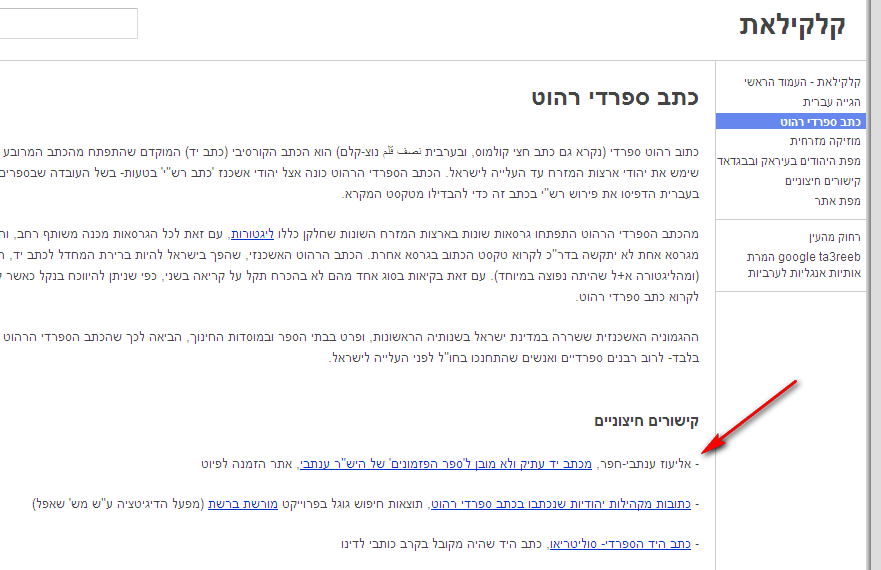 קלקילאת
קלקילאת - העמוד הראשי
הגייה עברית
כתב ספרדי רהוט
מוזיקה מזרחית
מפת היהודים בעיראק ובבגדאד
קישורים חיצוניים
מפת אתר
רחוק מהעין
google ta3reeb המרת
אותיות אנגליות לערביות
כתב ספרדי רהוט
כתוב רהוט ספרדי (נקרא גם כתב חצי קולמוס, ובערבית نصف قلم נוצ-קלם) הוא הכתב הקורסיבי (כתב יד) המוקדם שהתפתח מהכתב המרובע
שימש את יהודי ארצות המזרח עד העלייה לישראל. הכתב הספרדי הרהוט כונה אצל יהודי אשכנז 'כתב רש"י' בטעות- בשל העובדה שבספרים
בעברית הדפיסו את פירוש רש"י בכתב זה כדי להבדילו מטקסט המקרא.
מהכתב הספרדי הרהוט התפתחו גרסאות שונות בארצות המזרח השונות שחלקן כללו ליגטורות, עם זאת לכל הגרסאות מכנה משותף רחב,
מגרסא אחת לא יתקשה בדר"כ לקרוא טקסט הכתוב בגרסא אחרת. הכתב הרהוט האשכנזי, שהפך בישראל להיות ברירת המחדל לכתב יד,
(ומהליגטורה א+ל שהיתה נפוצה במיוחד). עם זאת בקיאות בסוג אחד מהם לא בהכרח תקל על קריאה בשני, כפי שניתן להיווכח בנקל כאשר
לקרוא כתב ספרדי רהוט.
ההגמוניה האשכנזית ששררה במדינת ישראל בשנותיה הראשונות, ופרט בבתי הספר ובמוסדות החינוך, הביאה לכך שהכתב הספרדי הרהוט
בלבד- לרוב רבנים ספרדיים ואנשים שהתחנכו בחו"ל לפני העלייה לישראל.
קישורים חיצוניים
- אליעוז ענתבי-חפר, מכתב יד עתיק ולא מובן ל'ספר הפזמונים' של היש"ר ענתבי, אתר הזמנה לפיוט
- כתובות מקהילות יהודיות שנכתבו בכתב ספרדי רהוט, תוצאות חיפוש גוגל בפרוייקט מורשת ברשת (מפעל הדיגיטציה ע"ש מש' שאפל)
- כתב היד הספרדי- סוליטריאו, כתב היד שהיה מקובל בקרב כותבי לדינו